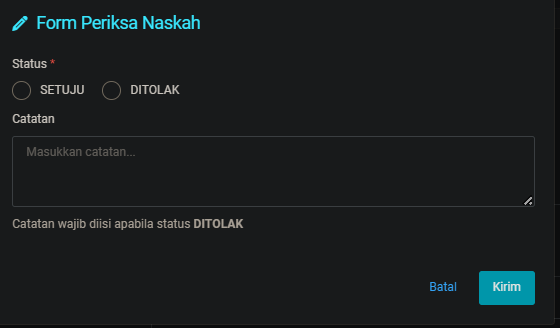 Form Periksa Naskah
Status *
SETUJU DITOLAK
Catatan
Masukkan catatan...
Catatan wajib diisi apabila status DITOLAK
Batal Kirim